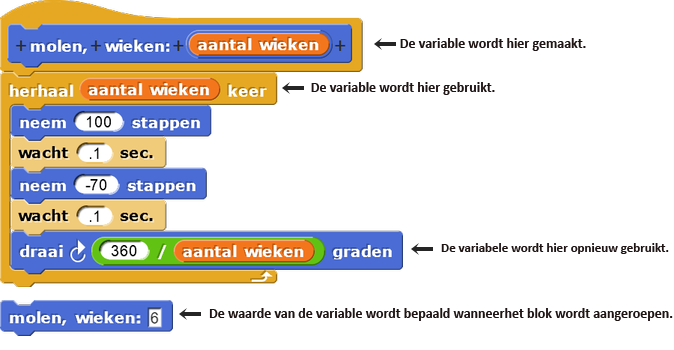 + molen, + wieken: + aantal wieken + De variable wordt hier gemaakt.
herhaal aantal wieken keer De variable wordt hier gebruikt.
neem 100 stappen
wacht .1 sec.
neem -70 stappen
wacht .1 sec.
draai 360 / aantal wieken graden De variabele wordt hier opnieuw gebruikt.
molen, wieken: 6 De waarde van de variable wordt bepaald wanneerhet blok wordt aangeroepen.